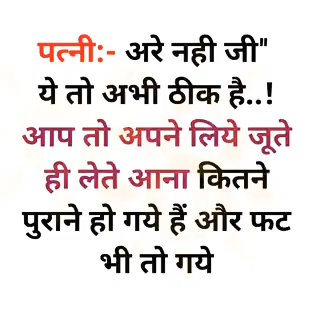 पत्नी:- अरे नही जी"
ये तो अभी ठीक है..!
आप तो अपने लिये जूते
ही लेते आना कितने
पुराने हो गये हैं और फट
भी तो गये